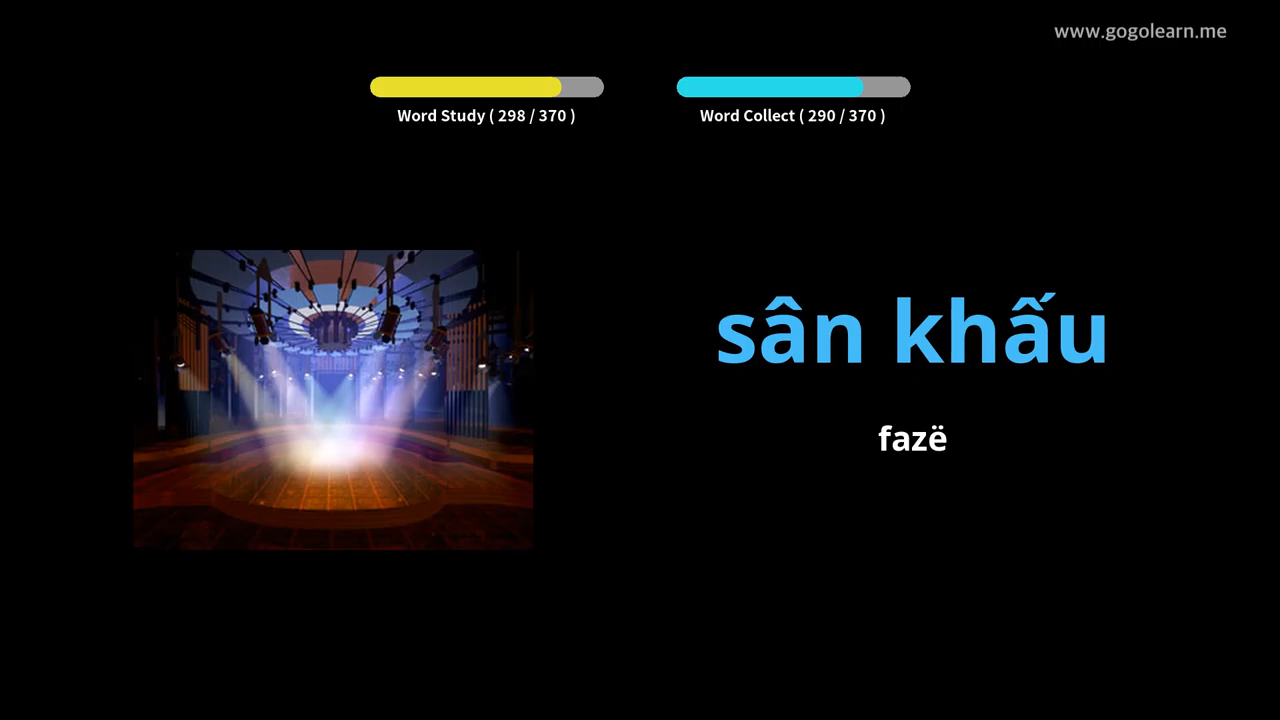 www.gogolearn.me
Word Study ( 298 / 370 )
Word Collect ( 290 / 370 )
sân khấu
fazë